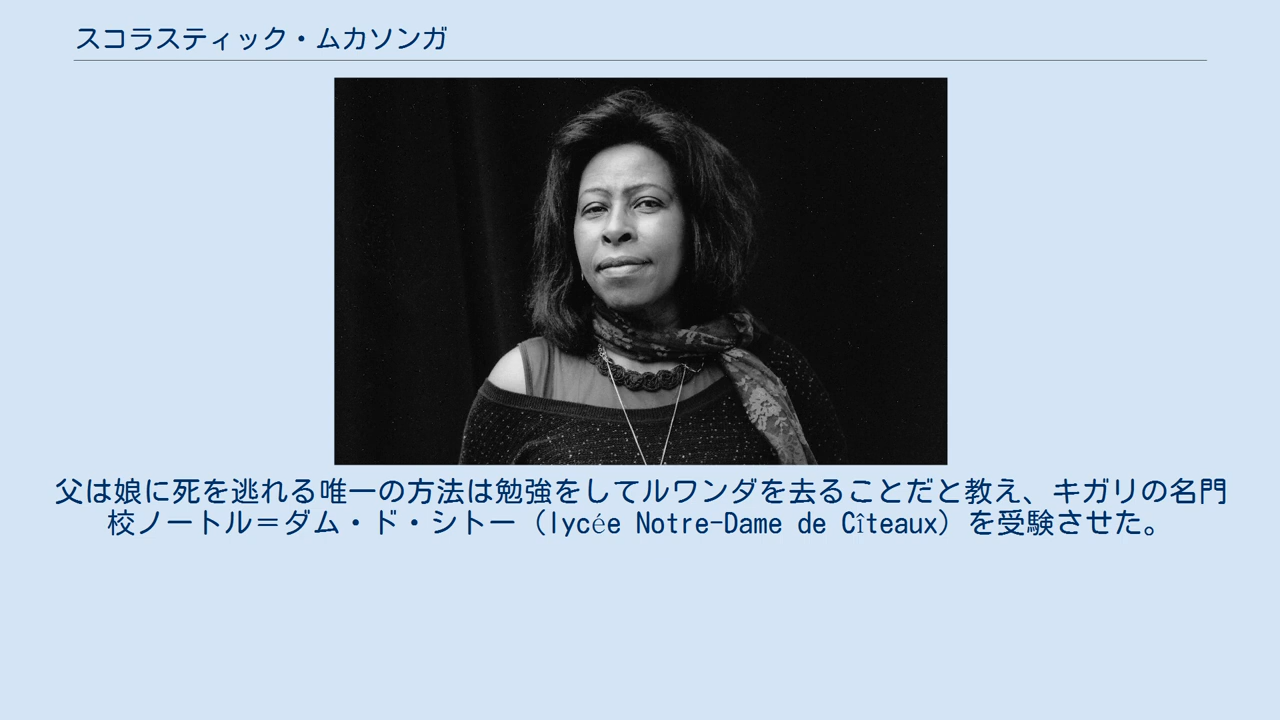 スコラスティック・ムカソンガ
父は娘に死を逃れる唯一の方法は勉強をしてルワンダを去ることだと教え、キガリの名門
校ノートル＝ダム・ド・シトー（lycée Notre-Dame de Cîteaux）を受験させた。